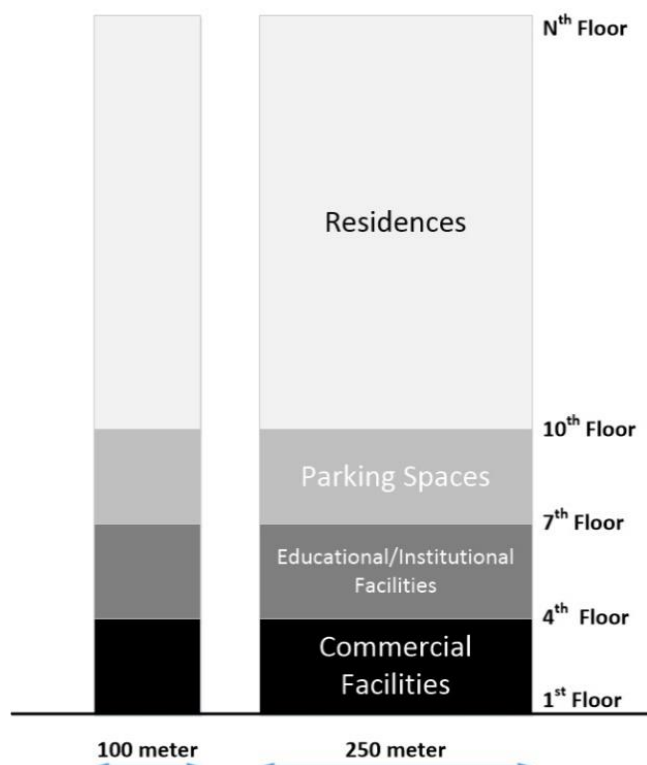 Nth Floor
Residences
10th Floor
Parking Spaces
7th Floor
Educational/Institutional
Facilities
4th Floor
Commercial
Facilities
1st Floor
100 meter
250 meter